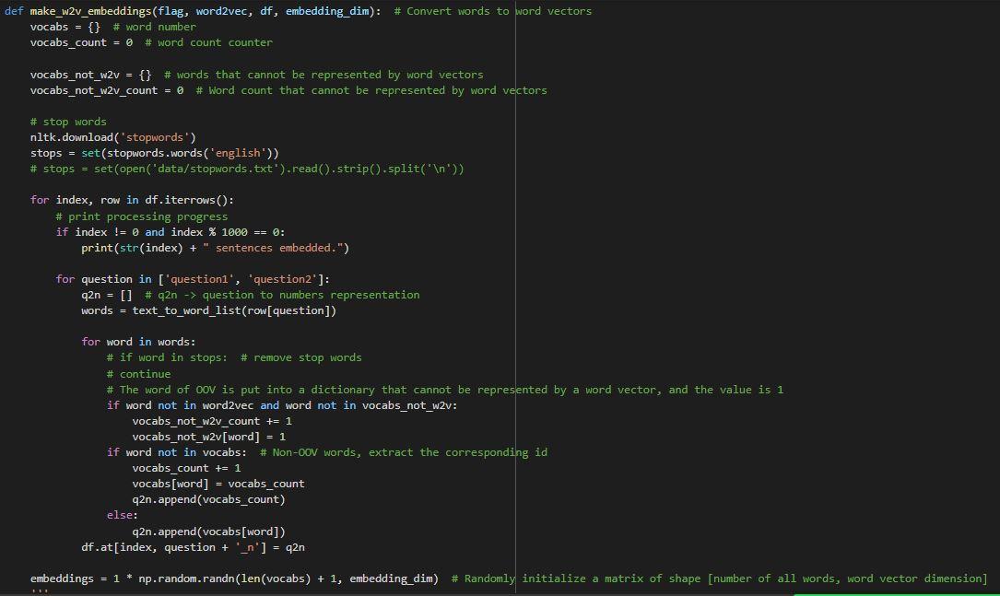 def make_w2v_embeddings(flag, word2vec, df, embedding_dim):  # Convert words to word vectors
    vocabs = {}  # word number
    vocabs_count = 0  # word count counter

    vocabs_not_w2v = {}  # words that cannot be represented by word vectors
    vocabs_not_w2v_count = 0  # Word count that cannot be represented by word vectors

    # stop words
    nltk.download('stopwords')
    stops = set(stopwords.words('english'))
    # stops = set(open('data/stopwords.txt').read().strip().split('\n'))

    for index, row in df.iterrows():
        # print processing progress
        if index != 0 and index % 1000 == 0:
            print(str(index) + " sentences embedded.")

        for question in ['question1', 'question2']:
            q2n = []  # q2n -> question to numbers representation
            words = text_to_word_list(row[question])

            for word in words:
                # if word in stops:  # remove stop words
                # continue
                # The word of OOV is put into a dictionary that cannot be represented by a word vector, and the value is 1
                if word not in word2vec and word not in vocabs_not_w2v:
                    vocabs_not_w2v_count += 1
                    vocabs_not_w2v[word] = 1
                if word not in vocabs:  # Non-OOV words, extract the corresponding id
                    vocabs_count += 1
                    vocabs[word] = vocabs_count
                    q2n.append(vocabs_count)
                else:
                    q2n.append(vocabs[word])
            df.at[index, question + '_n'] = q2n

    embeddings = 1 * np.random.randn(len(vocabs) + 1, embedding_dim)  # Randomly initialize a matrix of shape [number of all words, word vector dimension]
    '''